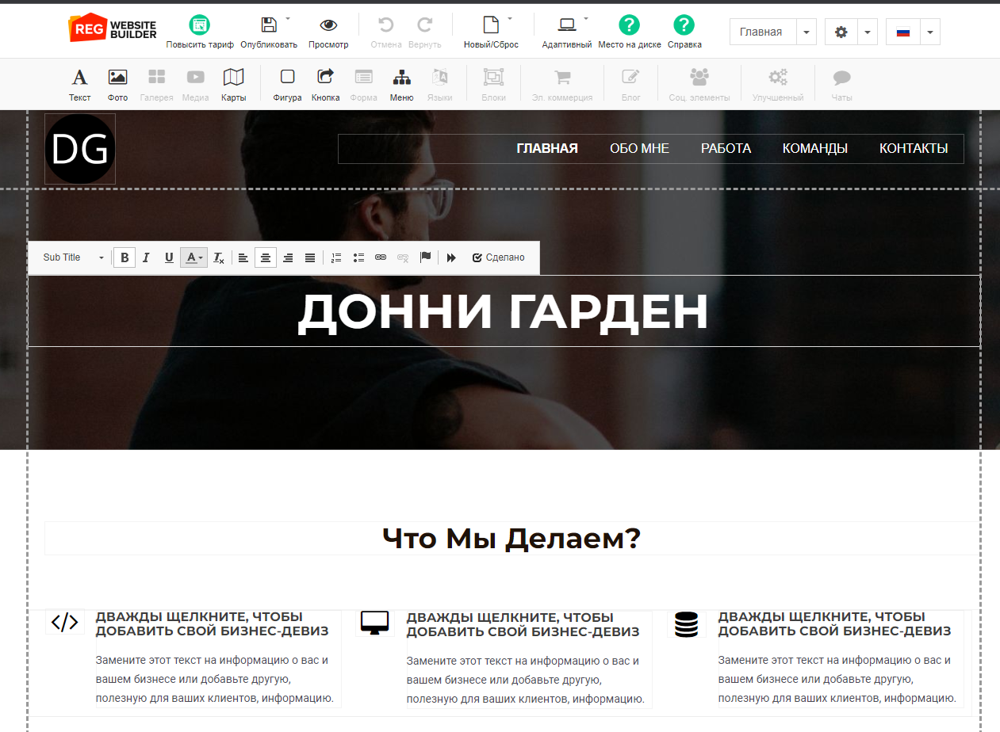 REG WEBSITE BUILDER
Повысить тариф Опубликовать Просмотр Отмена Вернуть Новый/Сброс Адаптивный Место на диске Справка Главная
Текст Фото Галерея Медиа Карты Фигура Кнопка Форма Меню Языки Блоки Эл. коммерция Блог Соц. элементы Улучшенный Чаты
DG
ГЛАВНАЯ ОБО МНЕ РАБОТА КОМАНДЫ КОНТАКТЫ
Sub Title B I U A Tx Сделано
ДОННИ ГАРДЕН
Что Мы Делаем?
ДВАЖДЫ ЩЕЛКНИТЕ, ЧТОБЫ
ДОБАВИТЬ СВОЙ БИЗНЕС-ДЕВИЗ
Замените этот текст на информацию о вас и
вашем бизнесе или добавьте другую,
полезную для ваших клиентов, информацию.
ДВАЖДЫ ЩЕЛКНИТЕ, ЧТОБЫ
ДОБАВИТЬ СВОЙ БИЗНЕС-ДЕВИЗ
Замените этот текст на информацию о вас и
вашем бизнесе или добавьте другую,
полезную для ваших клиентов, информацию.
ДВАЖДЫ ЩЕЛКНИТЕ, ЧТОБЫ
ДОБАВИТЬ СВОЙ БИЗНЕС-ДЕВИЗ
Замените этот текст на информацию о вас и
вашем бизнесе или добавьте другую,
полезную для ваших клиентов, информацию.